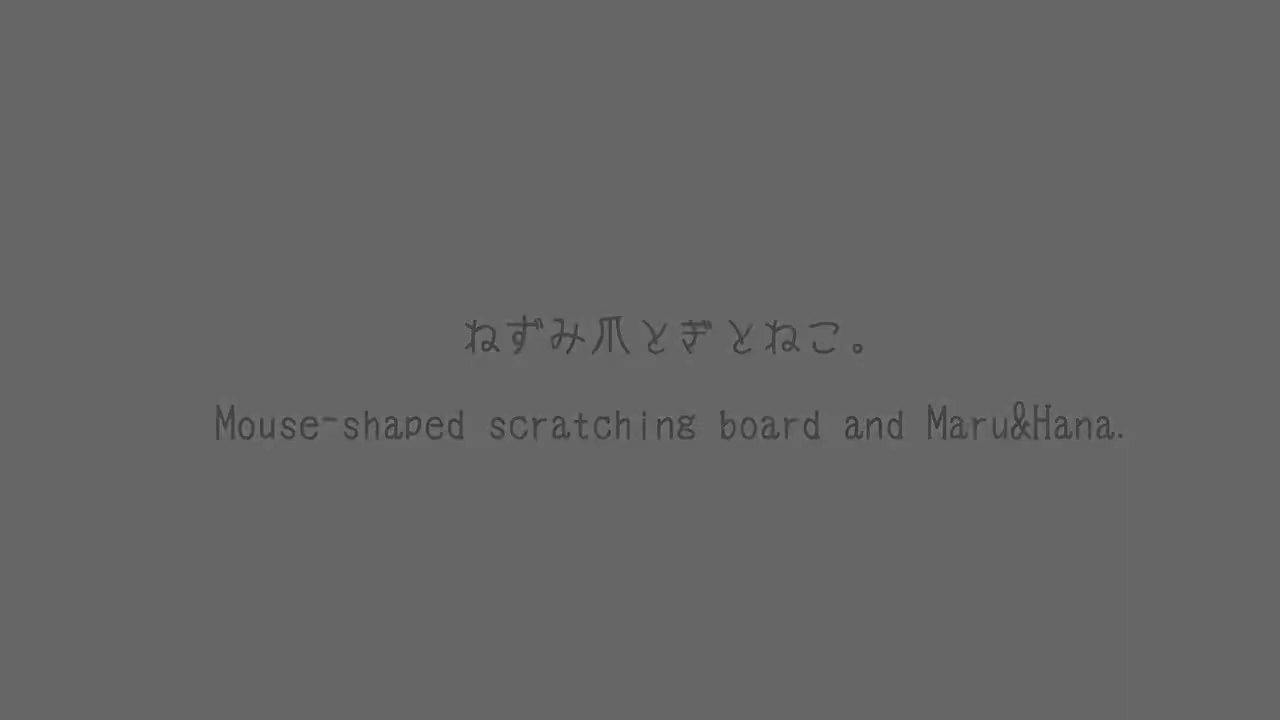 ねずみ爪とぎとねこ。
Mouse-shaped scratching board and Maru&Hana.